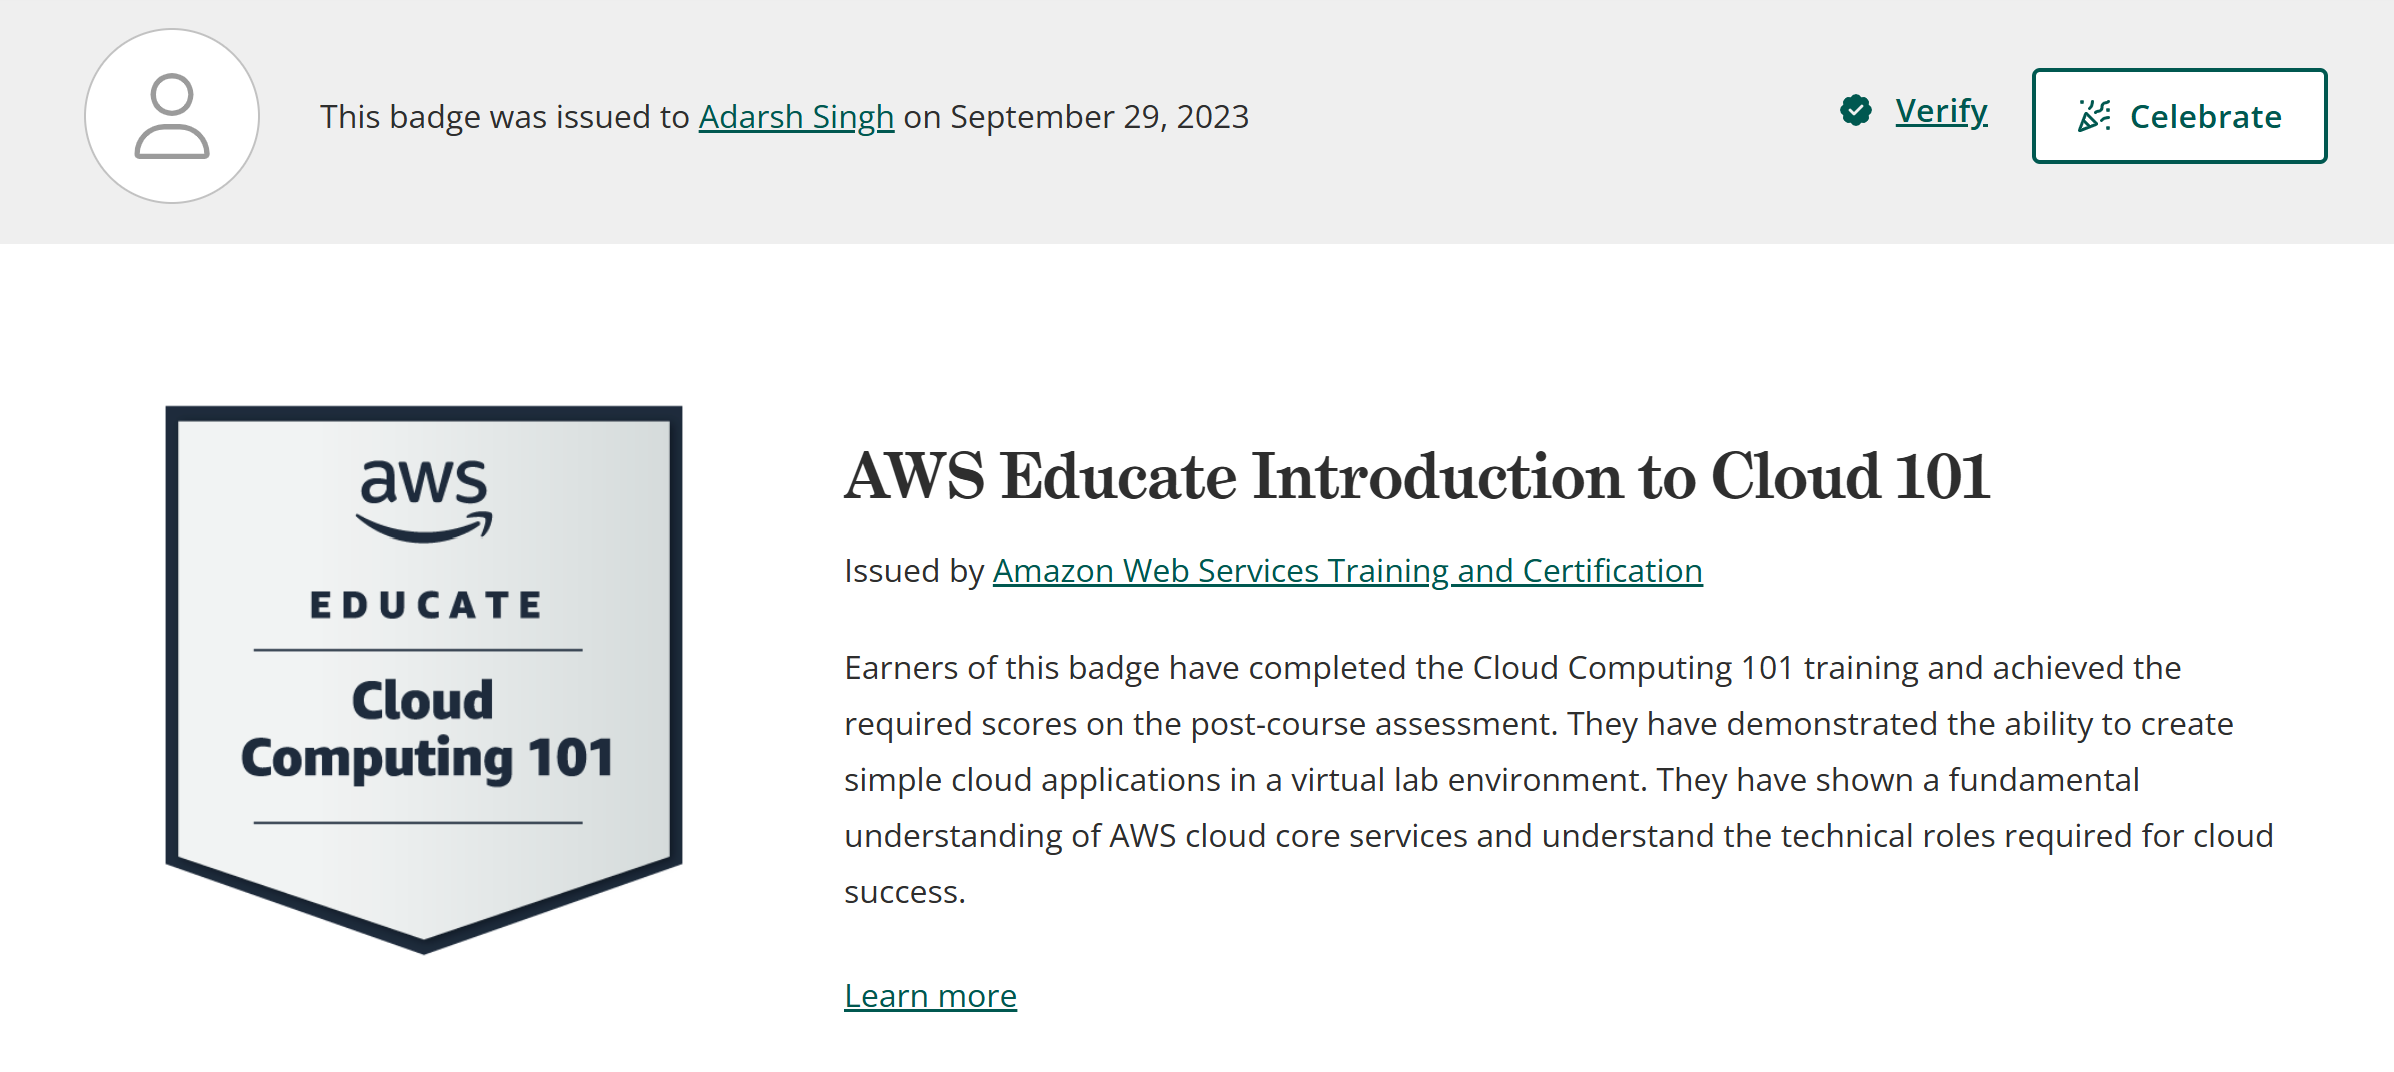 This badge was issued to Adarsh Singh on September 29, 2023
Verify
Celebrate
aws
EDUCATE
Cloud
Computing 101
AWS Educate Introduction to Cloud 101
Issued by Amazon Web Services Training and Certification
Earners of this badge have completed the Cloud Computing 101 training and achieved the
required scores on the post-course assessment. They have demonstrated the ability to create
simple cloud applications in a virtual lab environment. They have shown a fundamental
understanding of AWS cloud core services and understand the technical roles required for cloud
success.
Learn more